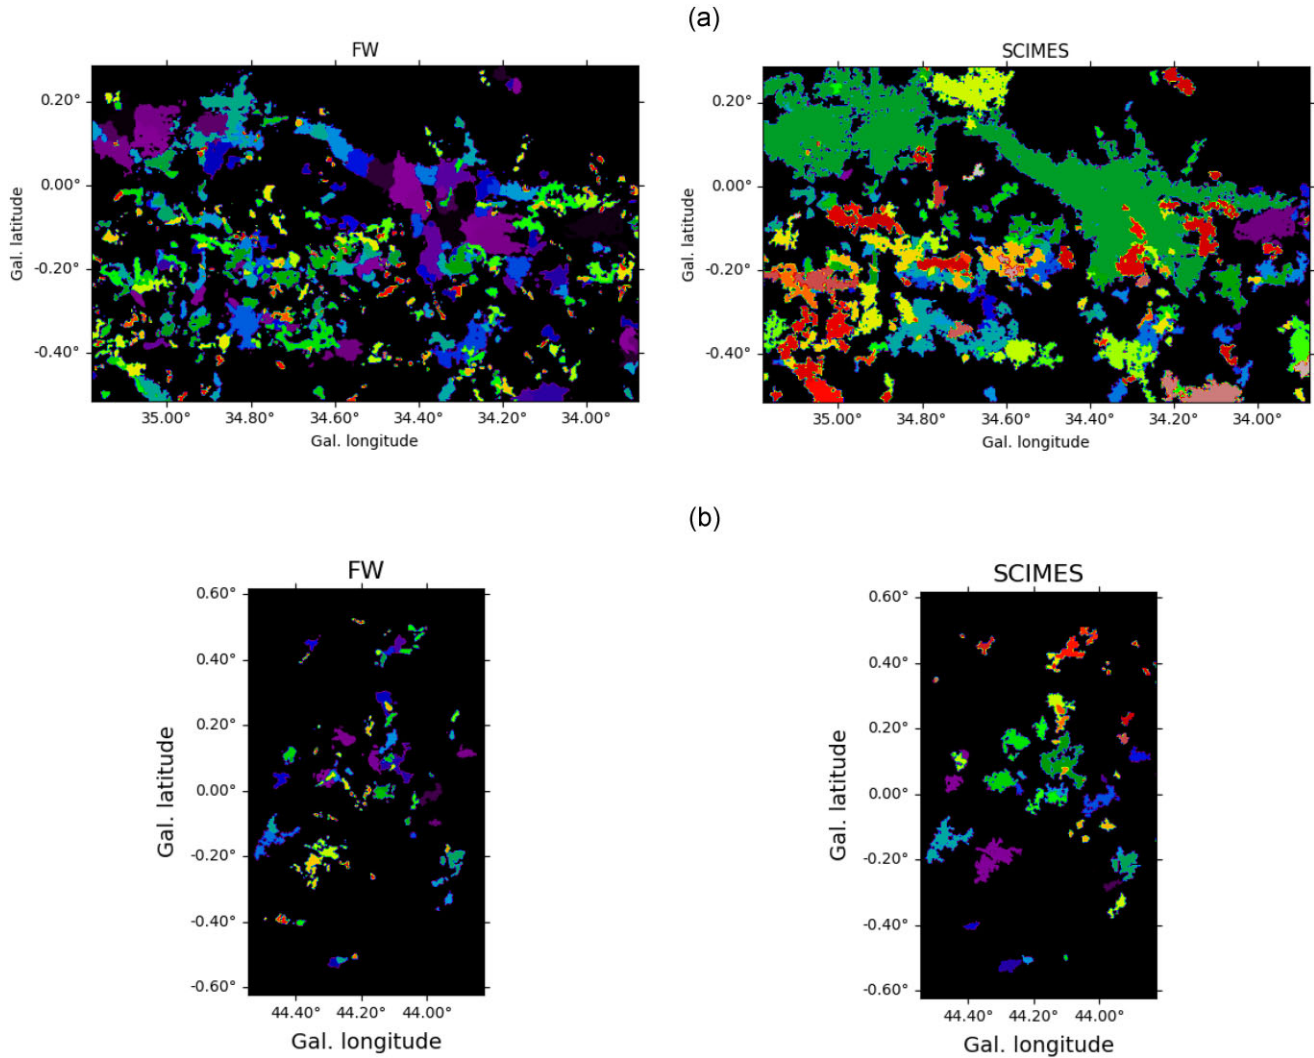 (a)
FW
SCIMES
0.20°
0.00°
-0.20°
-0.40°
Gal. latitude
35.00° 34.80° 34.60° 34.40° 34.20° 34.00°
Gal. longitude
0.20°
0.00°
-0.20°
-0.40°
Gal. latitude
35.00° 34.80° 34.60° 34.40° 34.20° 34.00°
Gal. longitude
(b)
FW
SCIMES
0.60°
0.40°
0.20°
0.00°
-0.20°
-0.40°
-0.60°
Gal. latitude
44.40° 44.20° 44.00°
Gal. longitude
0.60°
0.40°
0.20°
0.00°
-0.20°
-0.40°
-0.60°
Gal. latitude
44.40° 44.20° 44.00°
Gal. longitude